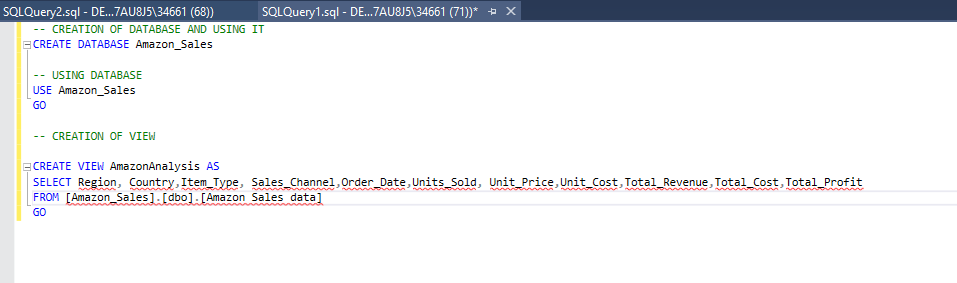 SQLQuery2.sql - DE...7AU8J5\34661 (68)) SQLQuery1.sql - DE...7AU8J5\34661 (71))*
-- CREATION OF DATABASE AND USING IT
CREATE DATABASE Amazon_Sales
-- USING DATABASE
USE Amazon_Sales
GO
-- CREATION OF VIEW
CREATE VIEW AmazonAnalysis AS
SELECT Region, Country,Item_Type, Sales_Channel,Order_Date,Units_Sold, Unit_Price,Unit_Cost,Total_Revenue,Total_Cost,Total_Profit
FROM [Amazon_Sales].[dbo].[Amazon Sales data]
GO